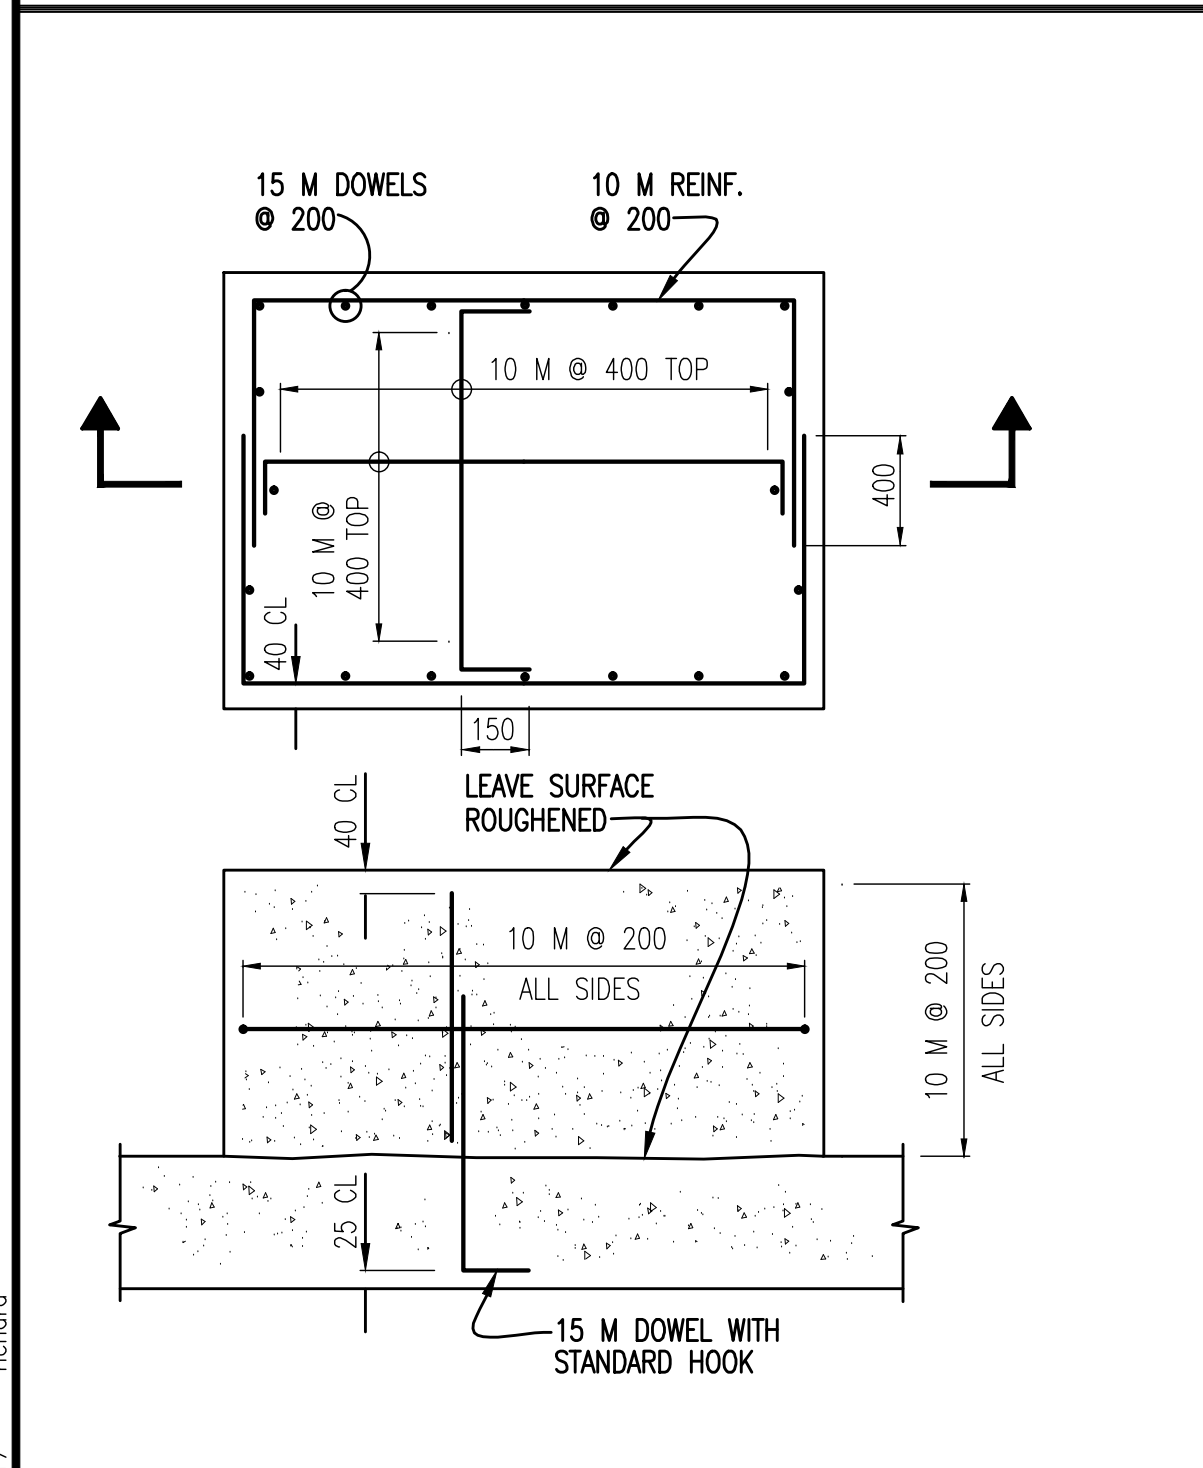 15 M DOWELS
@ 200
10 M REINF.
@ 200
10 M @ 400 TOP
10 M @
400 TOP
400
40 CL
150
LEAVE SURFACE
ROUGHENED
40 CL
10 M @ 200
ALL SIDES
10 M @ 200
ALL SIDES
25 CL
15 M DOWEL WITH
STANDARD HOOK